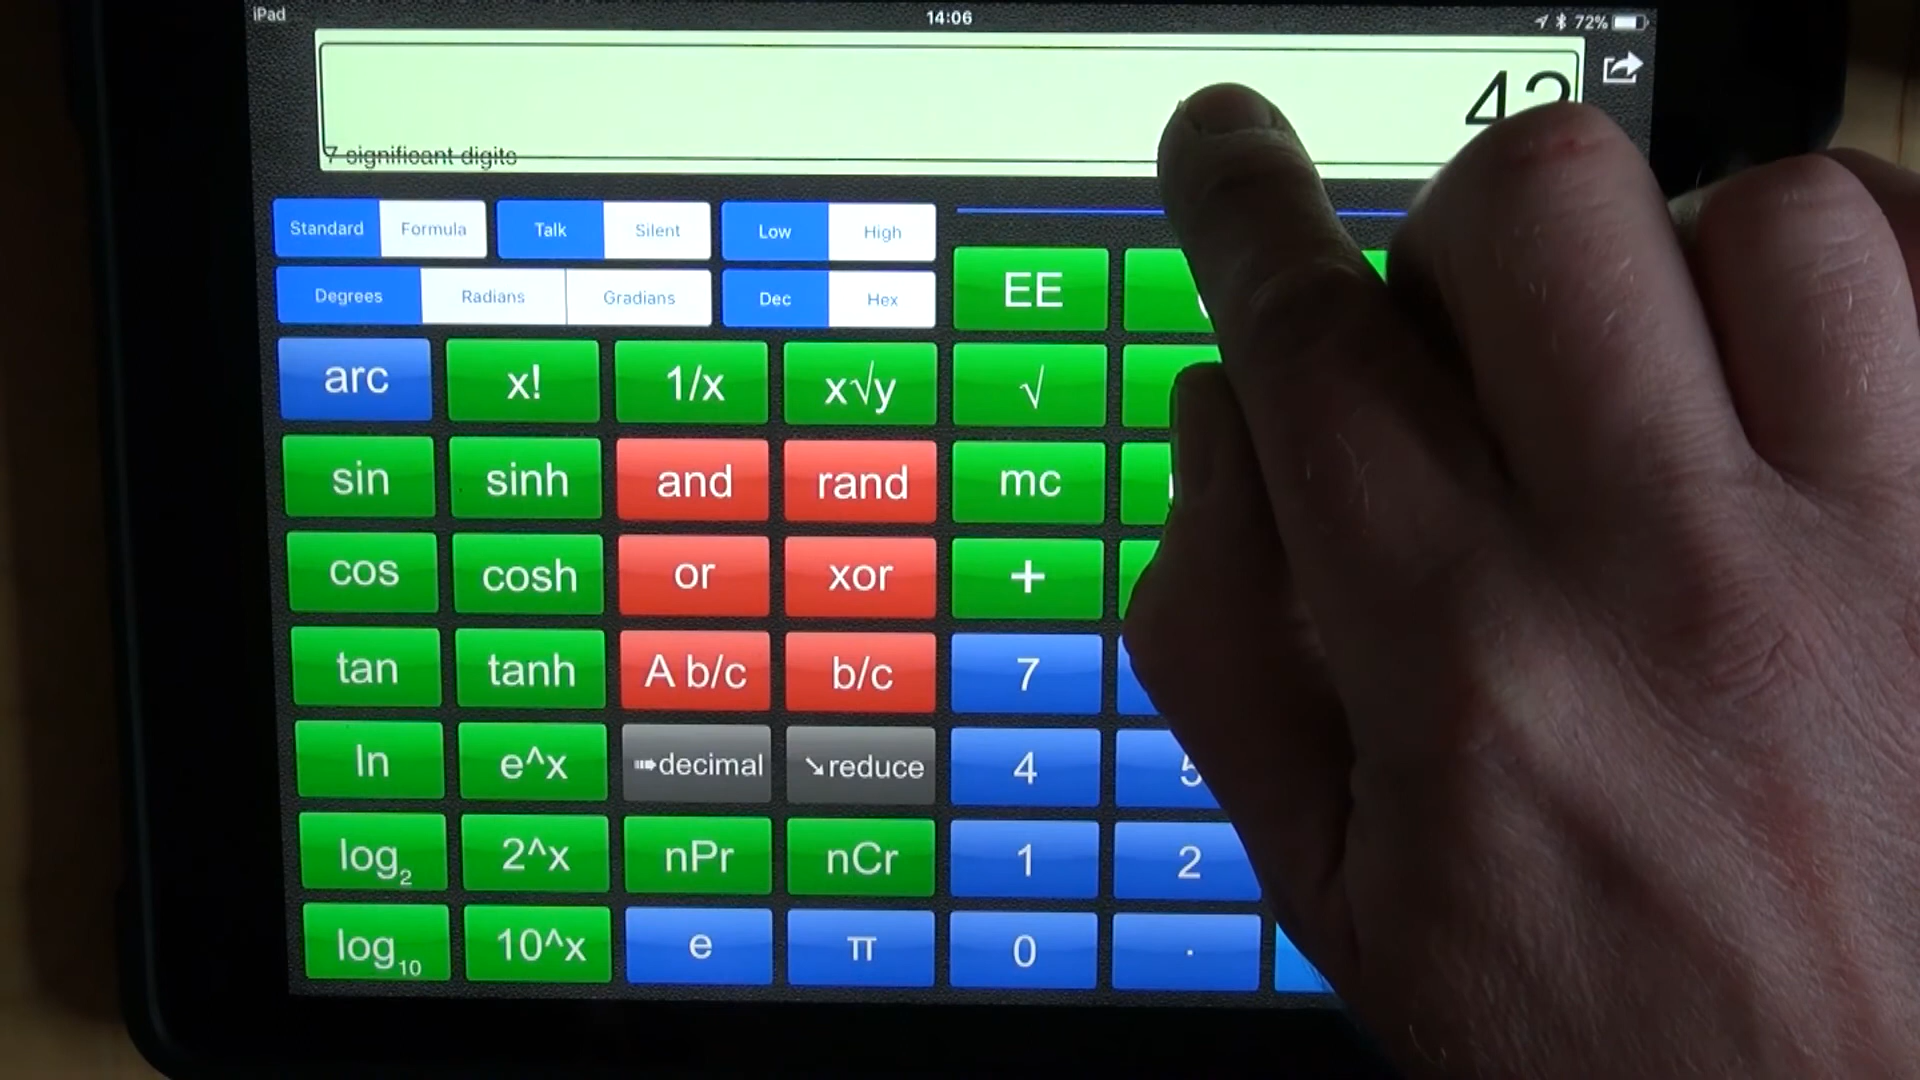 iPad 14:06 72%
42
7 significant digits
Standard Formula Talk Silent Low High
Degrees Radians Gradians Dec Hex EE
arc x! 1/x x√y √
sin sinh and rand mc
cos cosh or xor +
tan tanh A b/c b/c 7
ln e^x ➠decimal ↘reduce 4 5
log₂ 2^x nPr nCr 1 2
log₁₀ 10^x e π 0 .